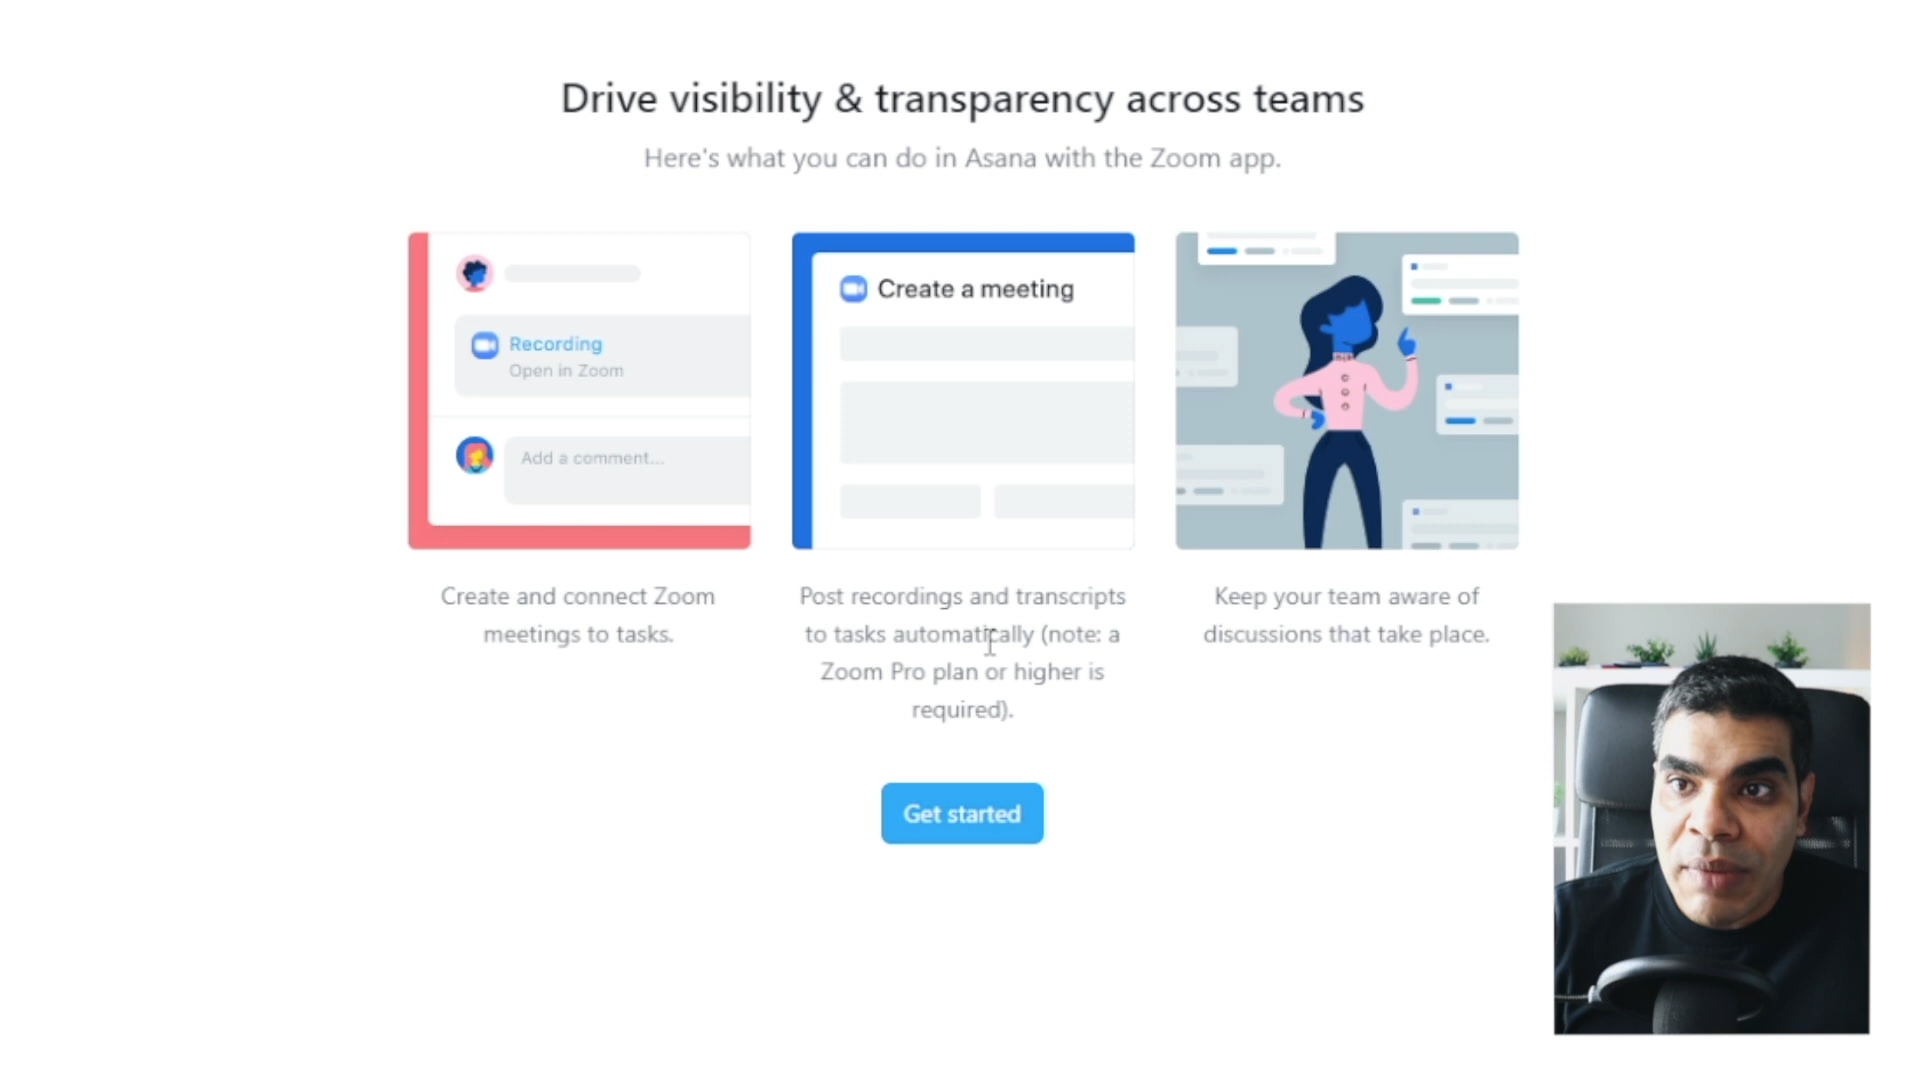 Drive visibility & transparency across teams
Here's what you can do in Asana with the Zoom app.
Recording
Open in Zoom
Add a comment...
Create a meeting
Create and connect Zoom
meetings to tasks.
Post recordings and transcripts
to tasks automatically (note: a
Zoom Pro plan or higher is
required).
Keep your team aware of
discussions that take place.
Get started